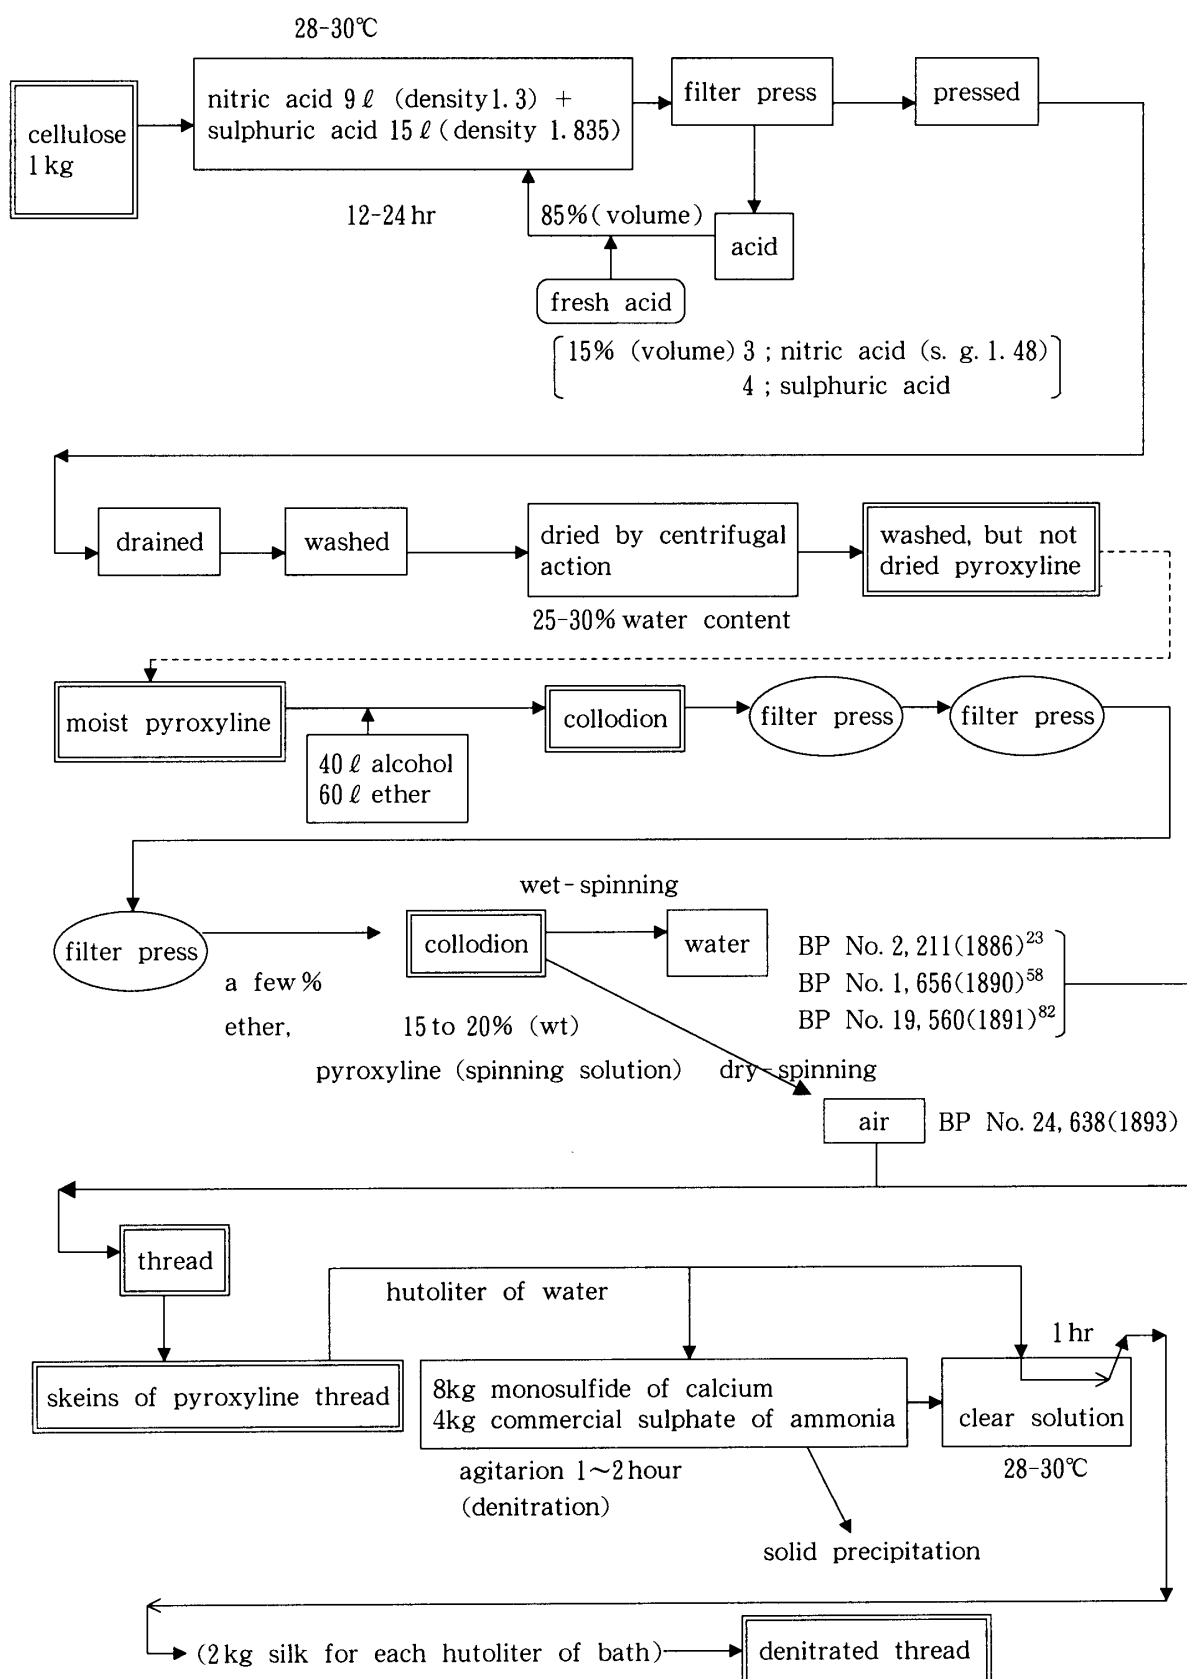 28-30℃
cellulose
1 kg
nitric acid 9 ℓ (density 1. 3) +
sulphuric acid 15 ℓ (density 1. 835)
filter press
pressed
12-24 hr
85% (volume)
acid
fresh acid
15% (volume) 3 ; nitric acid (s. g. 1. 48)
4 ; sulphuric acid
drained
washed
dried by centrifugal
action
washed, but not
dried pyroxyline
25-30% water content
moist pyroxyline
collodion
filter press
filter press
40 ℓ alcohol
60 ℓ ether
wet-spinning
filter press
collodion
water
BP No. 2, 211(1886)23
BP No. 1, 656(1890)58
BP No. 19, 560(1891)82
a few %
ether,
15 to 20% (wt)
pyroxyline (spinning solution)
dry-spinning
air
BP No. 24, 638(1893)
thread
hutoliter of water
1 hr
skeins of pyroxyline thread
8kg monosulfide of calcium
4kg commercial sulphate of ammonia
clear solution
agitarion 1~2 hour
(denitration)
28-30℃
solid precipitation
(2 kg silk for each hutoliter of bath)
denitrated thread